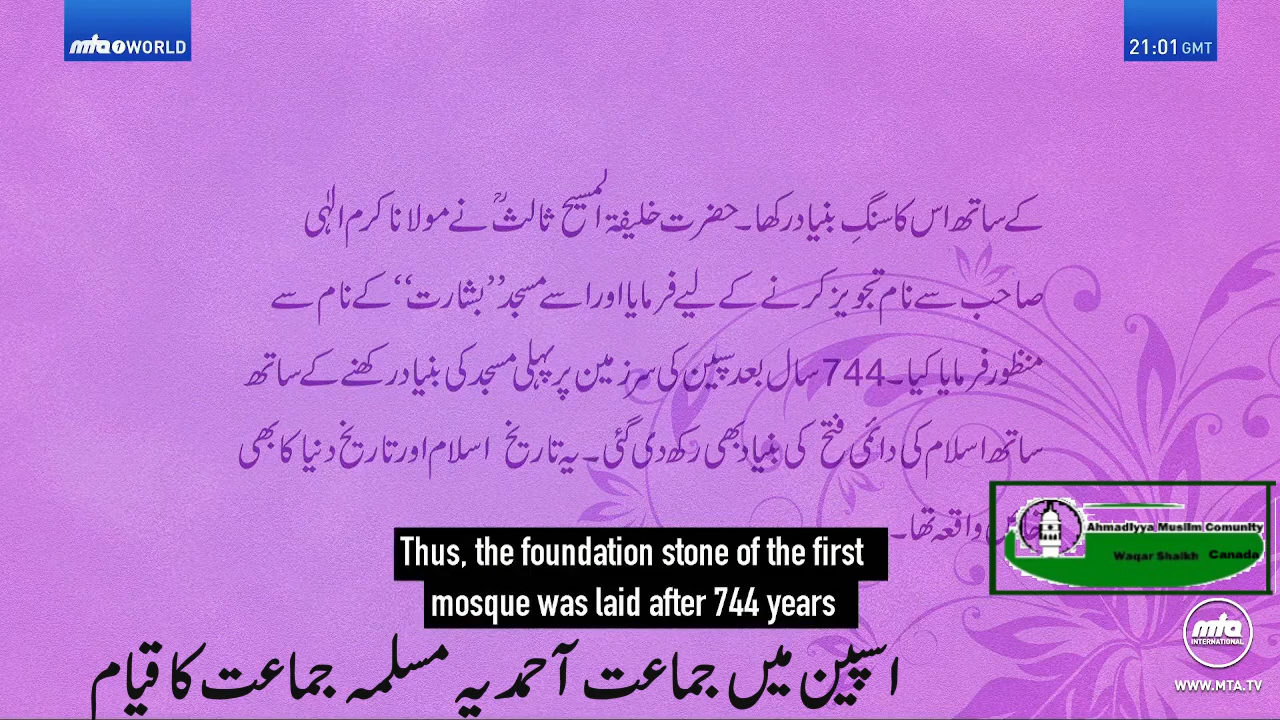 mta1 WORLD
21:01 GMT
کے ساتھ اس کا سنگِ بنیاد رکھا۔ حضرت خلیفۃ المسیح ثالثؒ نے مولانا کرم الٰہی
صاحب سے نام تجویز کرنے کے لیے فرمایا اور اسے مسجد ”بشارت“ کے نام سے
منظور فرمایا گیا۔ 744 سال بعد سپین کی سرزمین پر پہلی مسجد کی بنیاد رکھنے کے ساتھ
ساتھ اسلام کی دائمی فتح کی بنیاد بھی رکھ دی گئی۔ یہ تاریخ اسلام اور تاریخ دنیا کا بھی
واقعہ تھا۔
Ahmadiyya Muslim Comunity
Waqar Shaikh Canada
Thus, the foundation stone of the first
mosque was laid after 744 years
mta
INTERNATIONAL
WWW.MTA.TV
اسپین میں جماعت آحمدیہ مسلمہ جماعت کا قیام